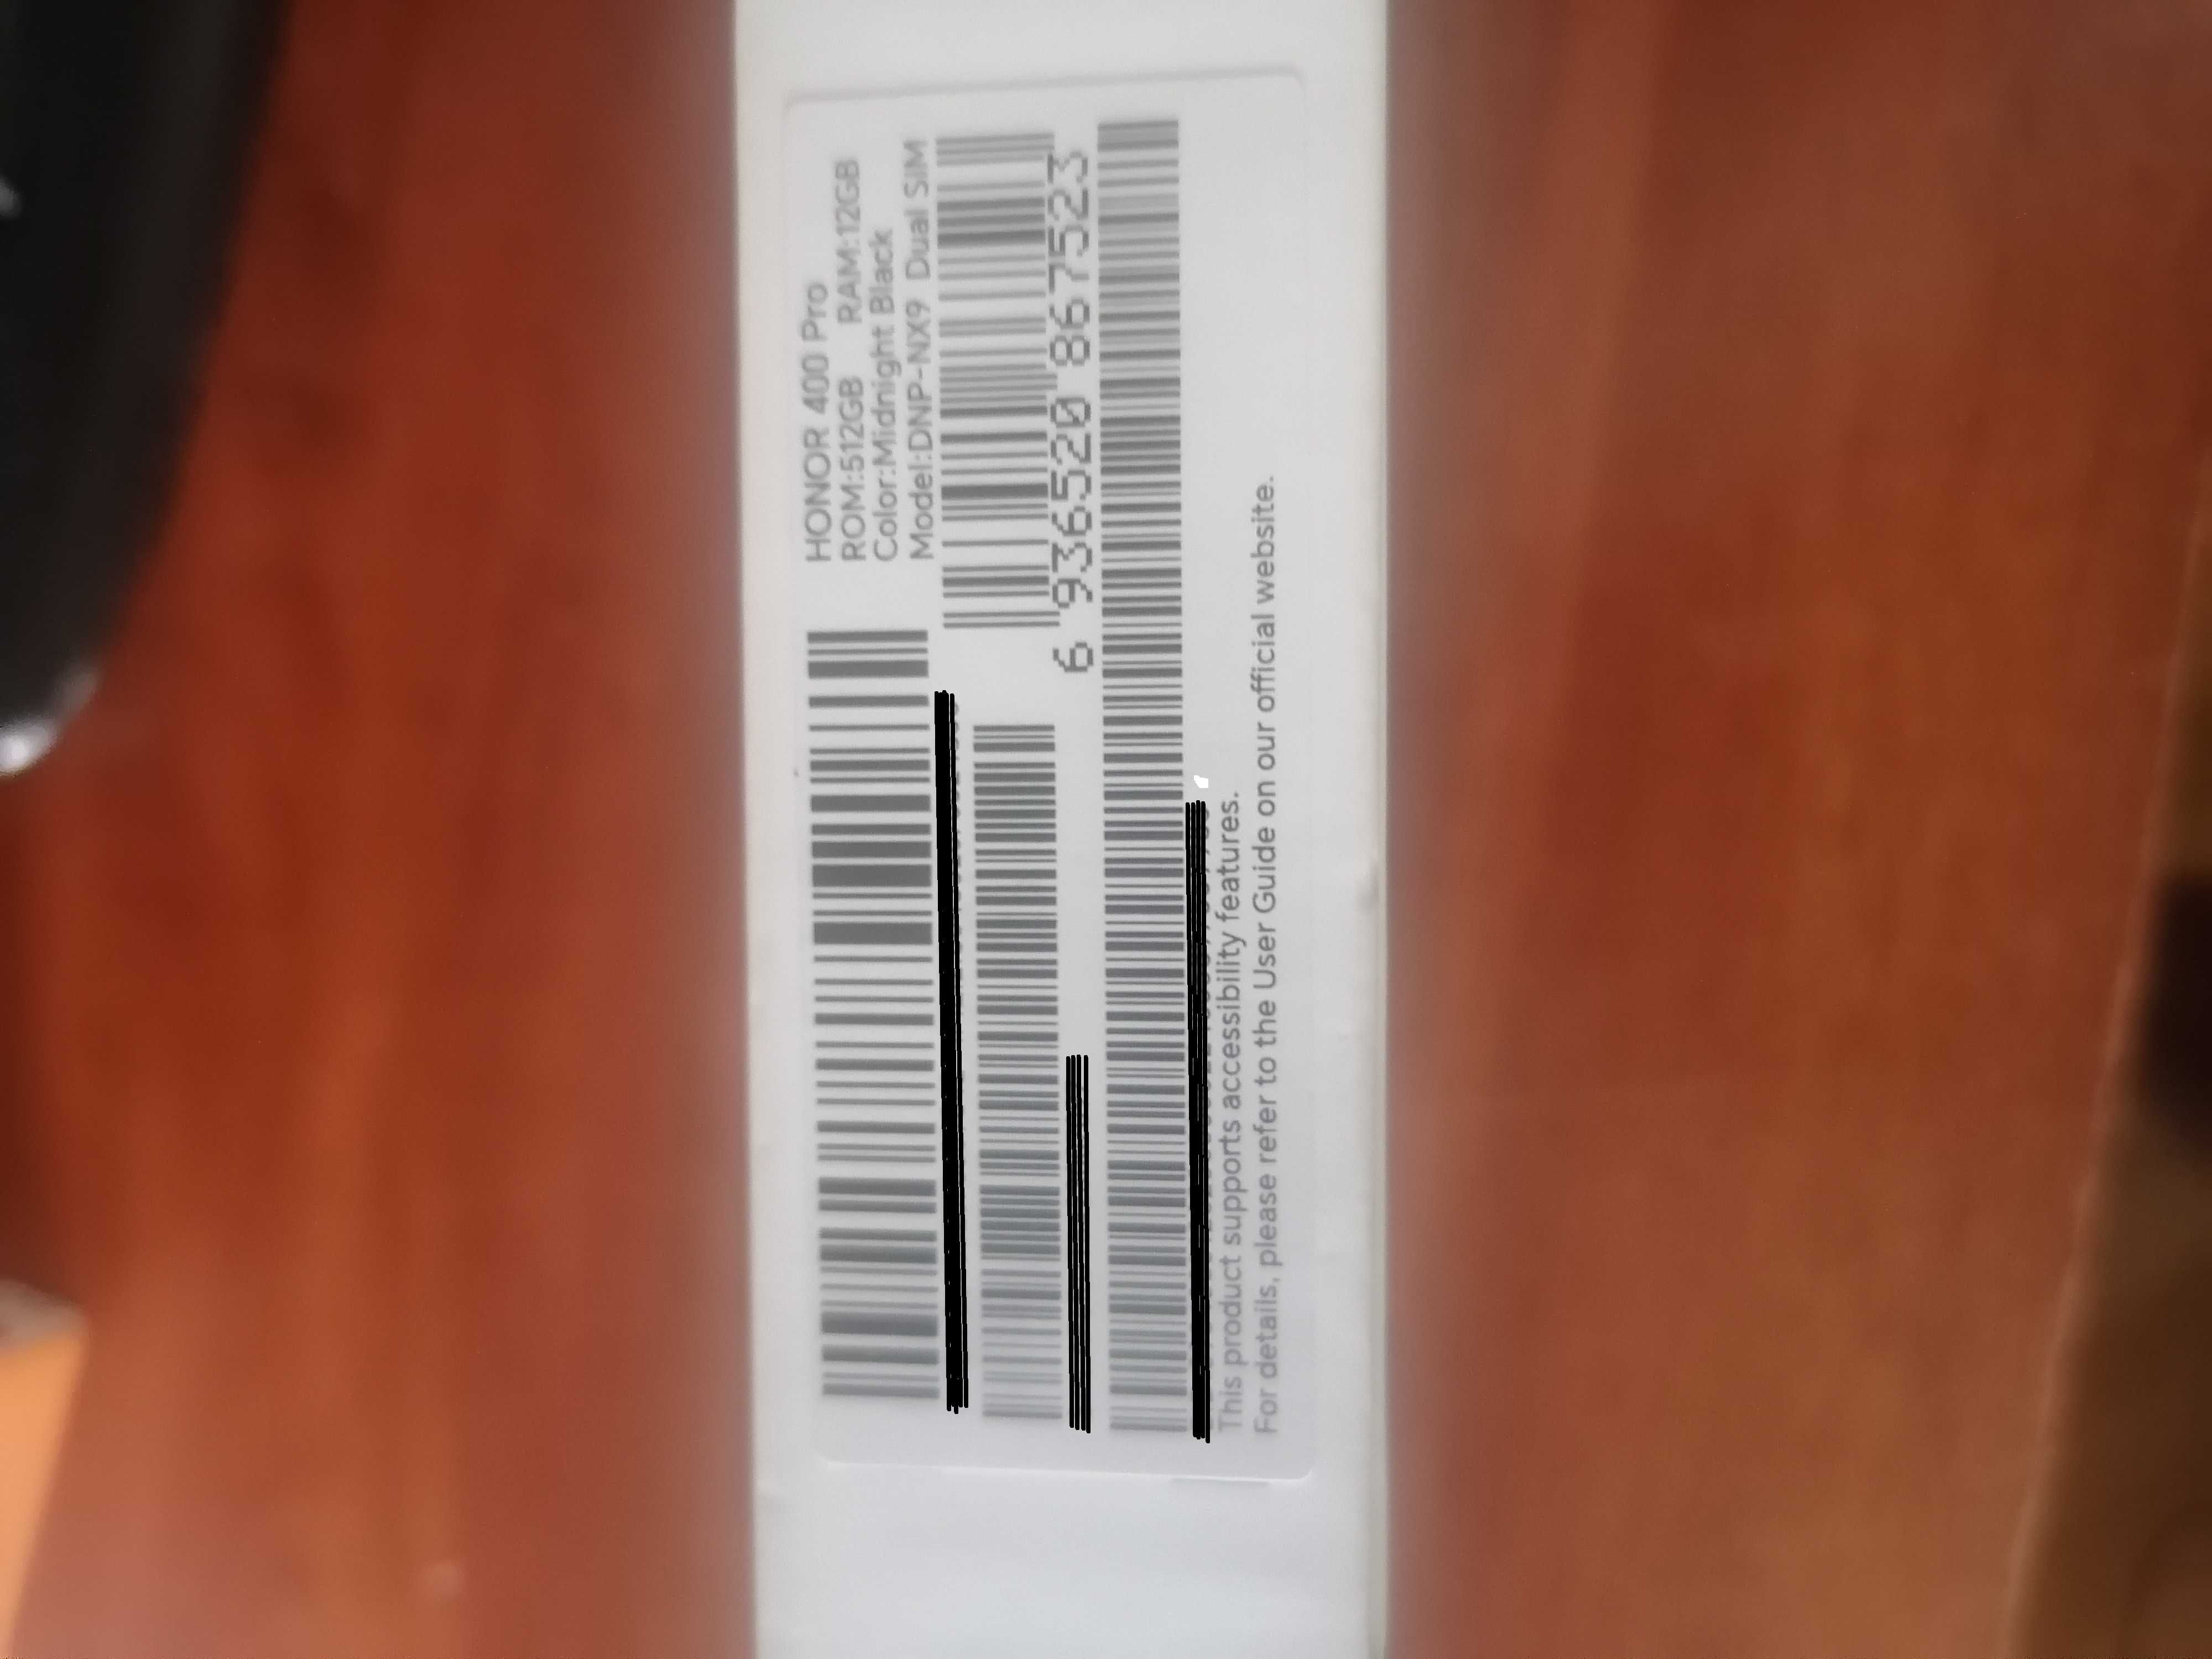 HONOR 400 Pro
ROM:512GB RAM:12GB
Color:Midnight Black
Model:DNP-NX9 Dual SIM
6 936520 867523
This product supports accessibility features.
For details, please refer to the User Guide on our official website.